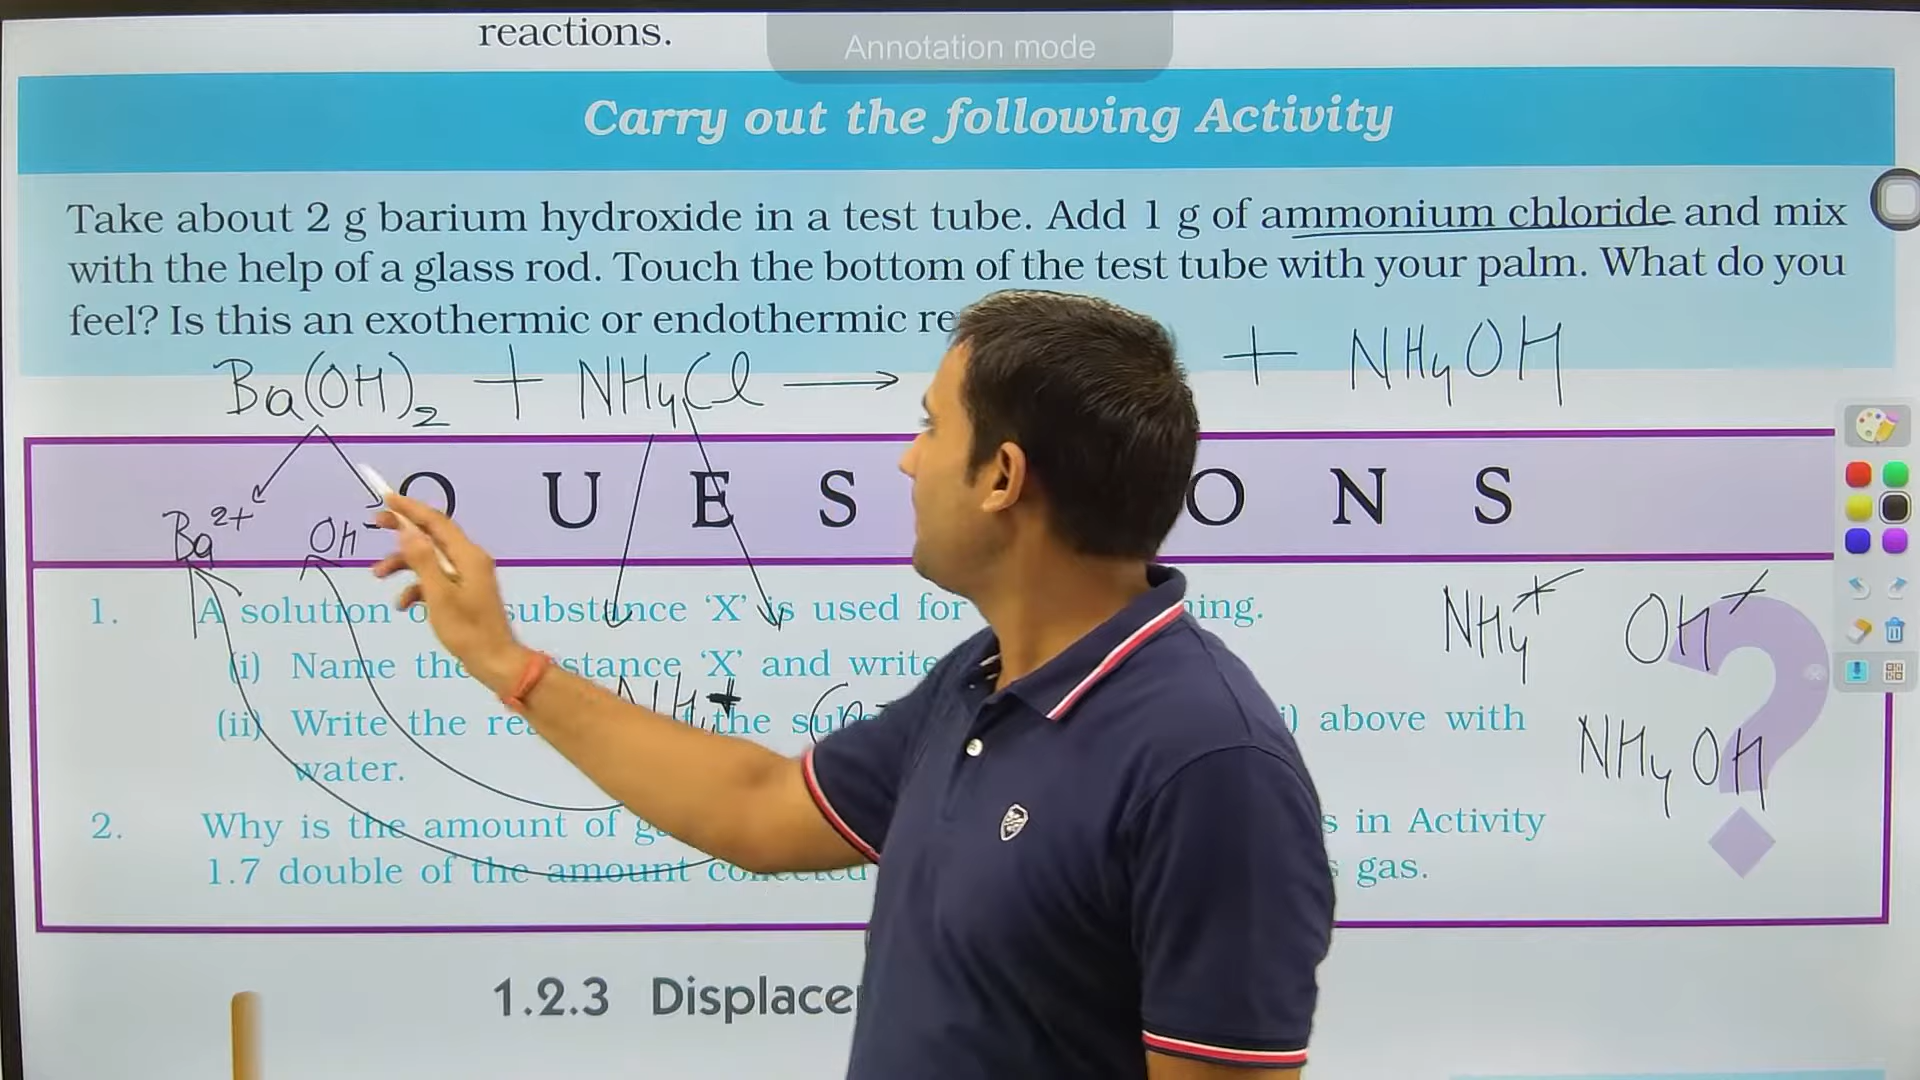 reactions.
Annotation mode
Carry out the following Activity
Take about 2 g barium hydroxide in a test tube. Add 1 g of ammonium chloride and mix
with the help of a glass rod. Touch the bottom of the test tube with your palm. What do you
feel? Is this an exothermic or endothermic re
Ba(OH)₂ + NH₄Cl → + NH₄OH
Q U E S O N S
Ba²⁺ OH⁻
1. A solution o substance ‘X’ is used for ing.
NH₄⁺ OH
(i) Name the stance ‘X’ and write
(ii) Write the re the sub i) above with
water.
NH₄OH
2. Why is the amount of g s in Activity
1.7 double of the amount collected s gas.
1.2.3 Displace